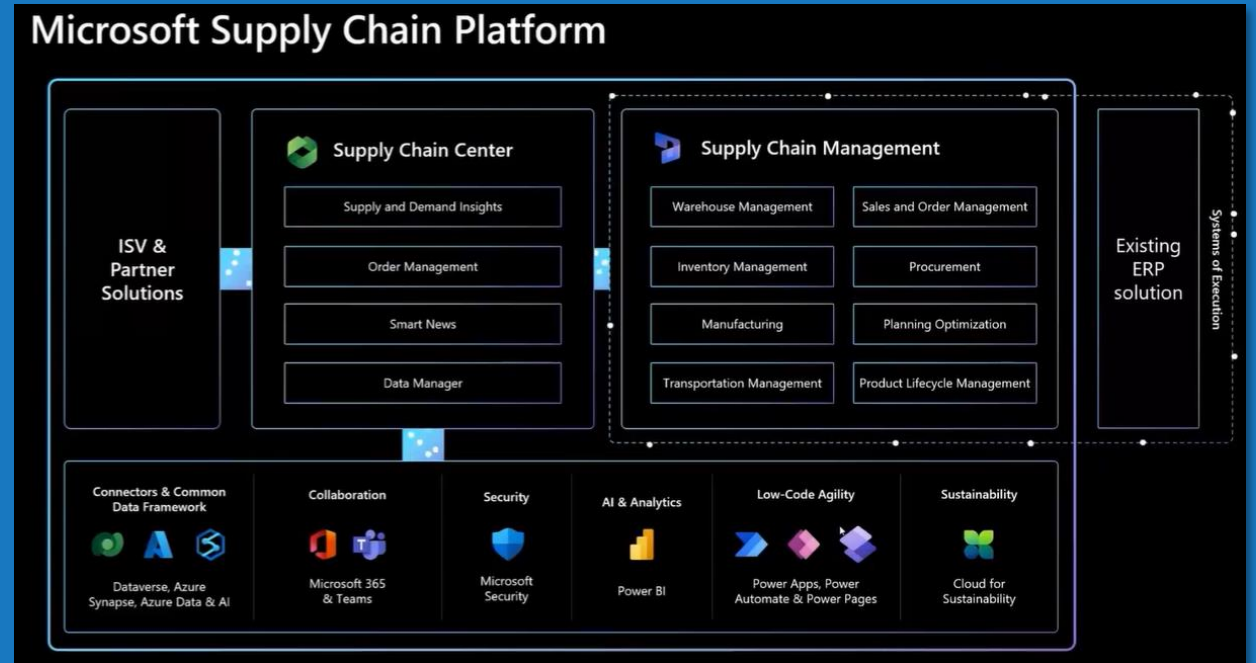 Microsoft Supply Chain Platform
ISV &
Partner
Solutions
Supply Chain Center
Supply and Demand Insights
Order Management
Smart News
Data Manager
Supply Chain Management
Warehouse Management
Sales and Order Management
Inventory Management
Procurement
Manufacturing
Planning Optimization
Transportation Management
Product Lifecycle Management
Existing
ERP
solution
Systems of Execution
Connectors & Common
Data Framework
Dataverse, Azure
Synapse, Azure Data & AI
Collaboration
Microsoft 365
& Teams
Security
Microsoft
Security
AI & Analytics
Power BI
Low-Code Agility
Power Apps, Power
Automate & Power Pages
Sustainability
Cloud for
Sustainability